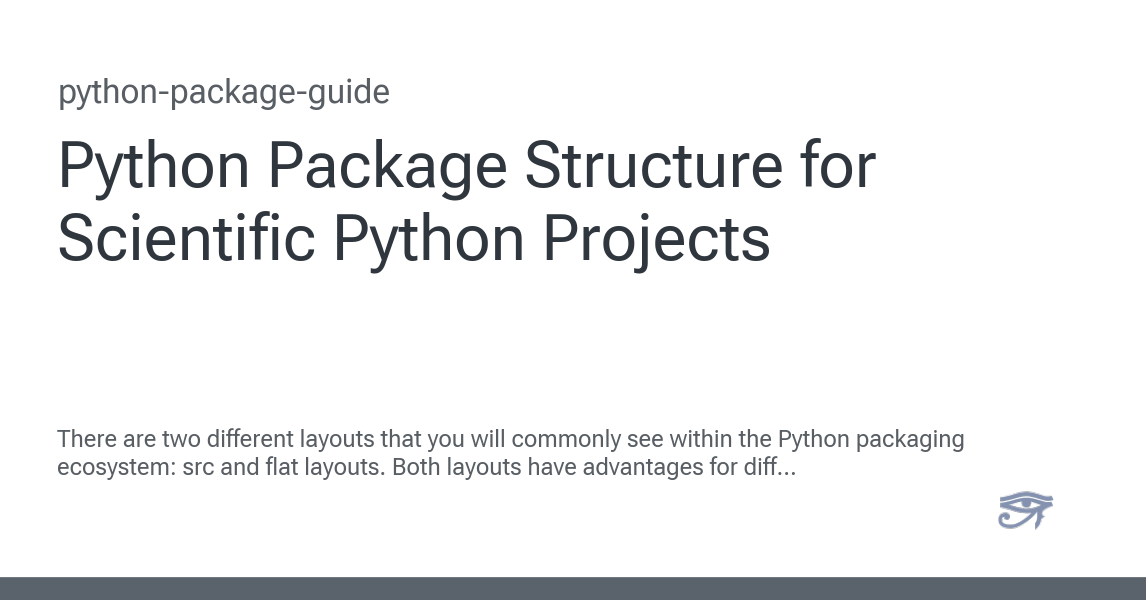 python-package-guide
Python Package Structure for
Scientific Python Projects
There are two different layouts that you will commonly see within the Python packaging
ecosystem: src and flat layouts. Both layouts have advantages for diff...